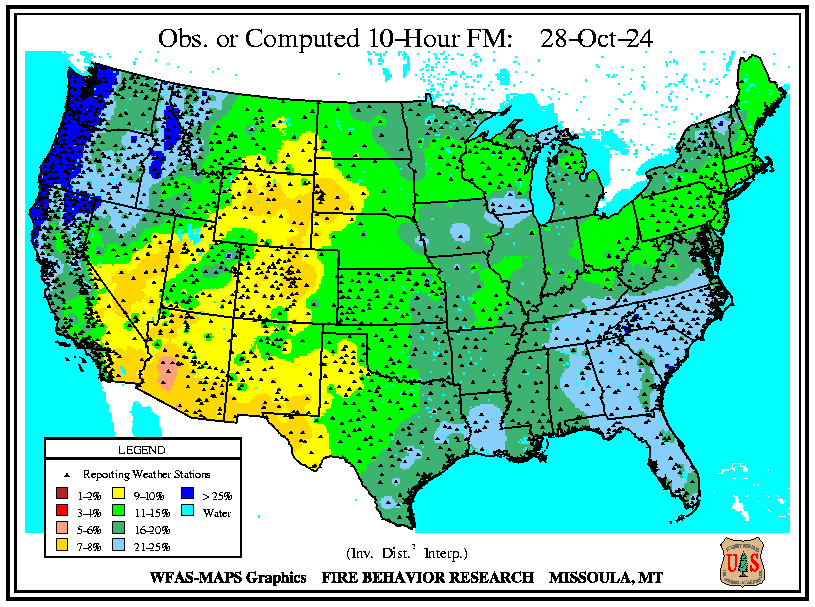 Obs. or Computed 10-Hour FM: 28-Oct-24
LEGEND
Reporting Weather Stations
1-2% 9-10% > 25%
3-4% 11-15% Water
5-6% 16-20%
7-8% 21-25%
(Inv. Dist.² Interp.)
WFAS-MAPS Graphics FIRE BEHAVIOR RESEARCH MISSOULA, MT
U S